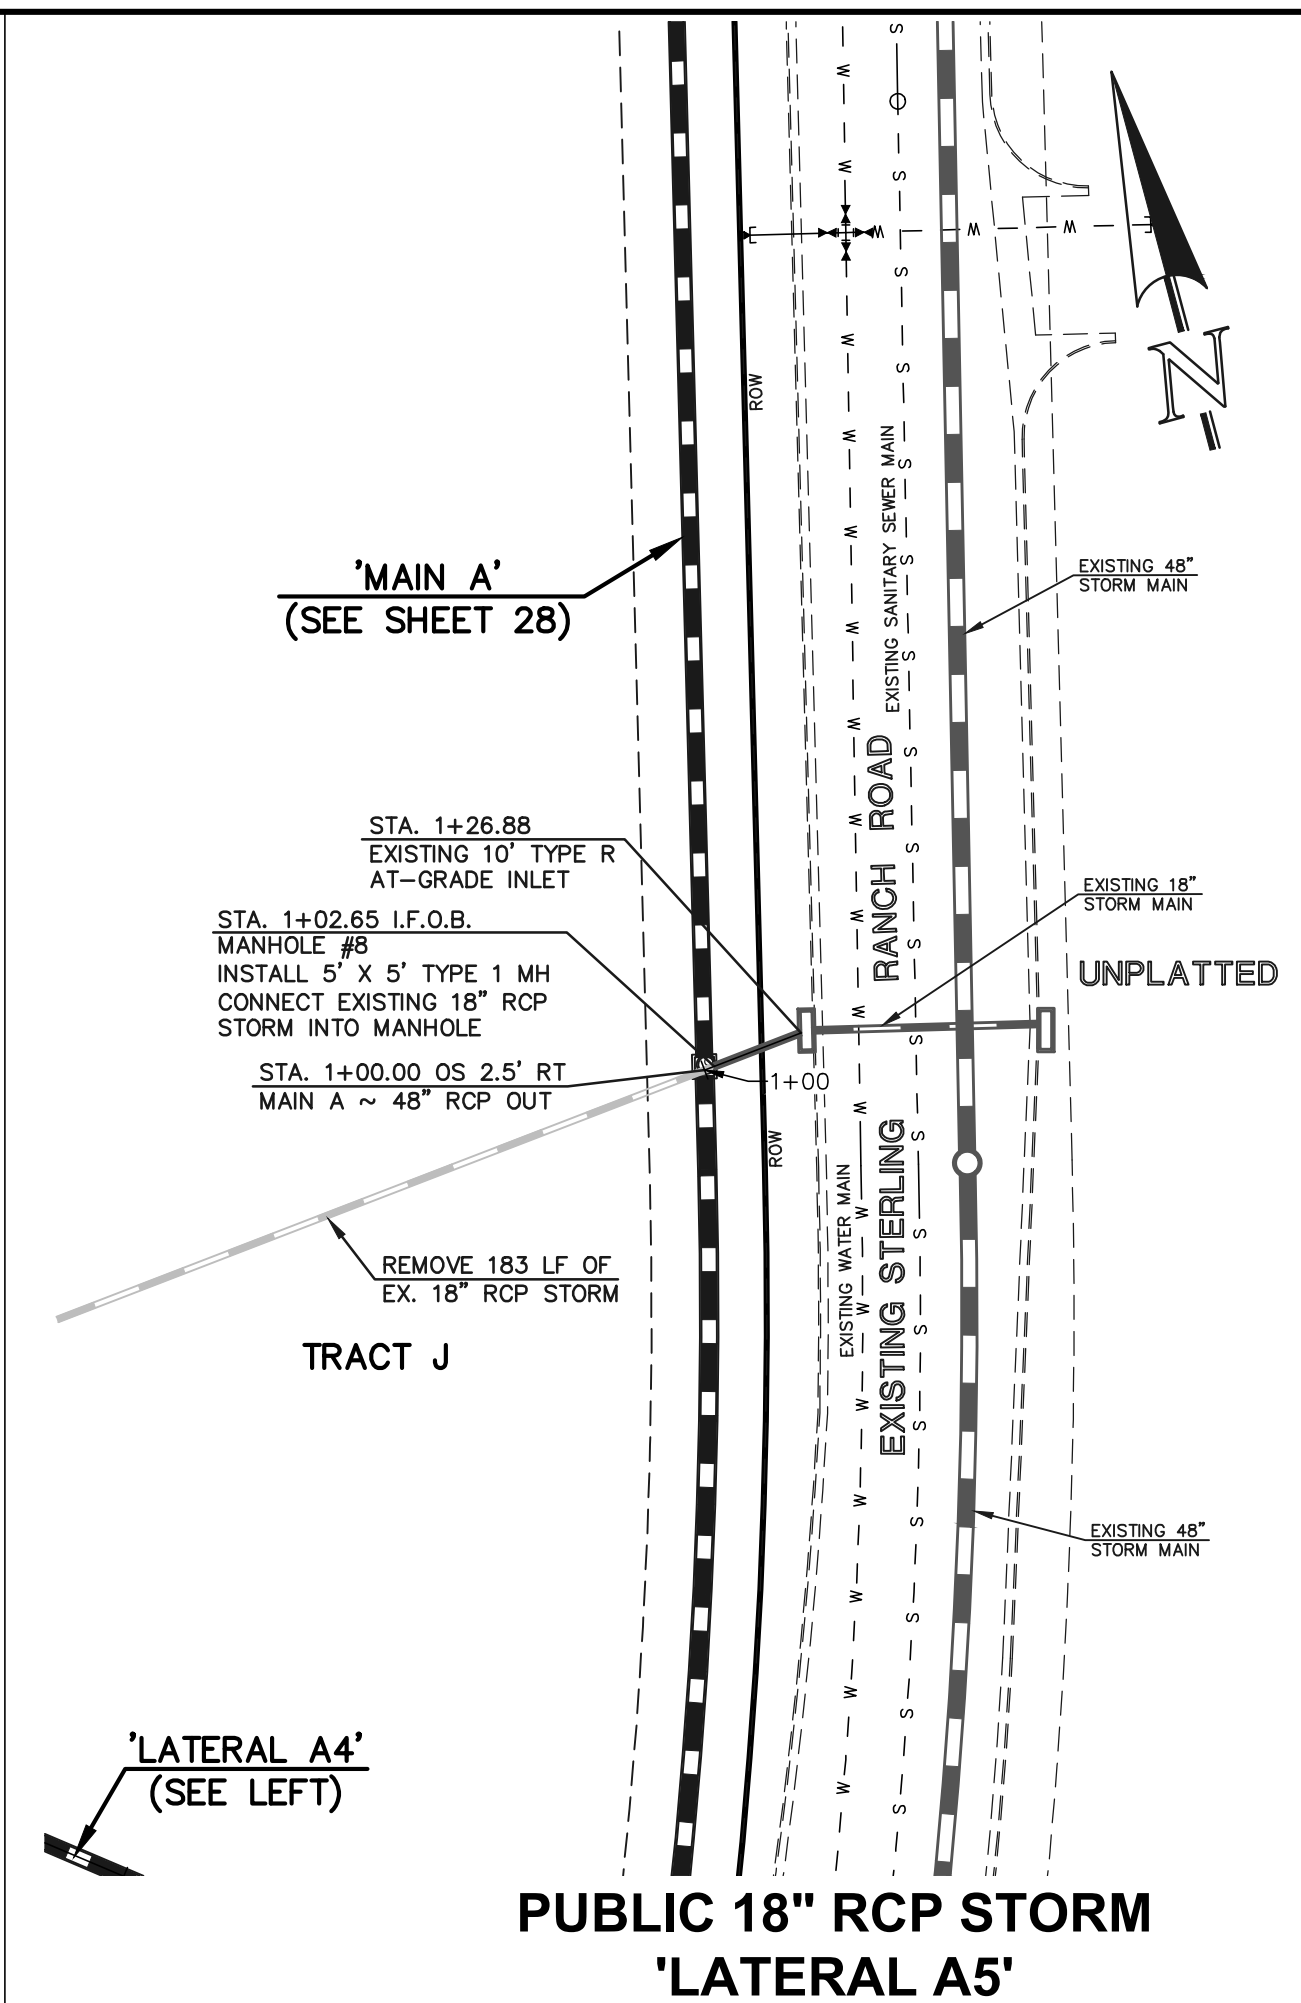 N
ROW
EXISTING SANITARY SEWER MAIN
'MAIN A'
(SEE SHEET 28)
EXISTING 48"
STORM MAIN
STA. 1+26.88
EXISTING 10' TYPE R
AT-GRADE INLET
EXISTING 18"
STORM MAIN
STA. 1+02.65 I.F.O.B.
MANHOLE #8
INSTALL 5' X 5' TYPE 1 MH
CONNECT EXISTING 18" RCP
STORM INTO MANHOLE
UNPLATTED
STA. 1+00.00 OS 2.5' RT
MAIN A ~ 48" RCP OUT
1+00
ROW
EXISTING STERLING RANCH ROAD
EXISTING WATER MAIN
REMOVE 183 LF OF
EX. 18" RCP STORM
TRACT J
EXISTING 48"
STORM MAIN
'LATERAL A4'
(SEE LEFT)
W W W W W W W W W W W W W W W W W W W
S S S S S S S S S S S S S S S S S S S
PUBLIC 18" RCP STORM
'LATERAL A5'